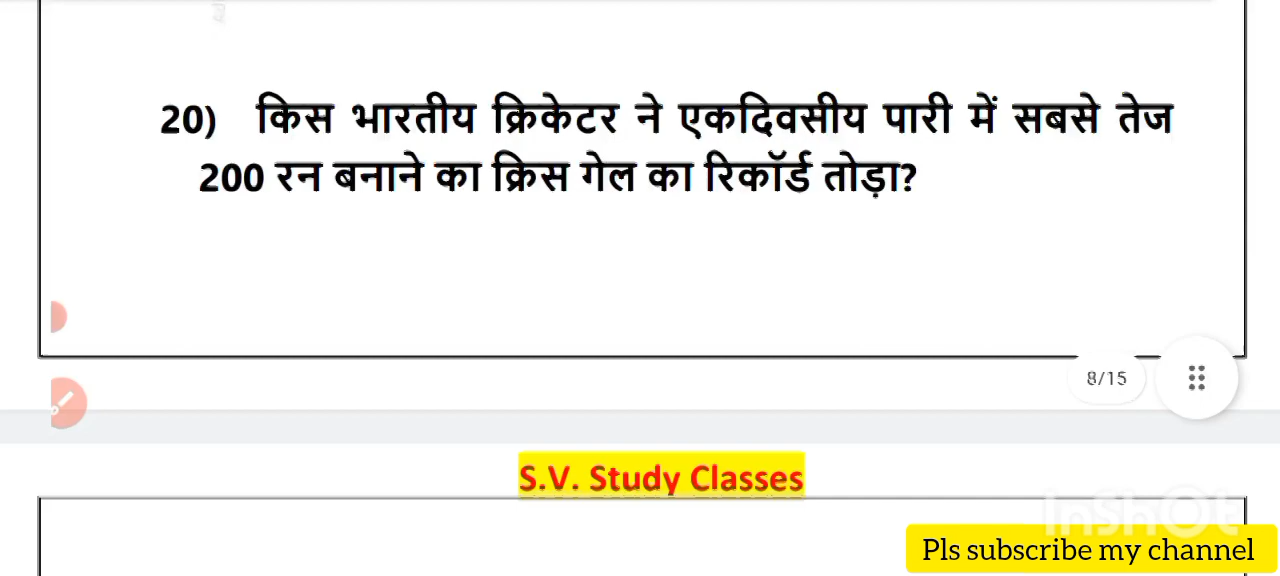 20) किस भारतीय क्रिकेटर ने एकदिवसीय पारी में सबसे तेज
200 रन बनाने का क्रिस गेल का रिकॉर्ड तोड़ा?
8/15
S.V. Study Classes
InShOt
Pls subscribe my channel